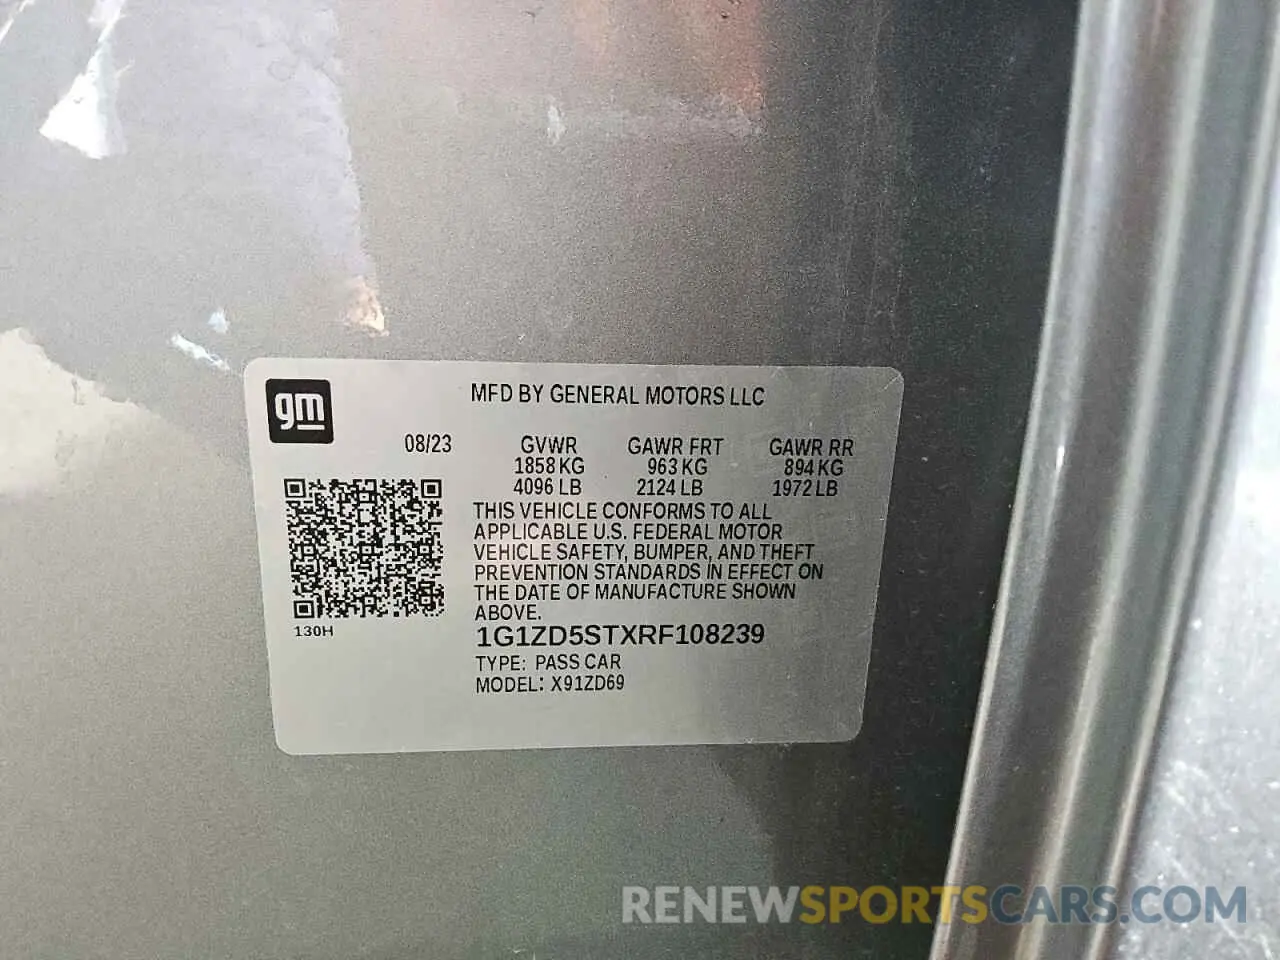 gm
MFD BY GENERAL MOTORS LLC
08/23 GVWR GAWR FRT GAWR RR
1858 KG 963 KG 894 KG
4096 LB 2124 LB 1972 LB
THIS VEHICLE CONFORMS TO ALL
APPLICABLE U.S. FEDERAL MOTOR
VEHICLE SAFETY, BUMPER, AND THEFT
PREVENTION STANDARDS IN EFFECT ON
THE DATE OF MANUFACTURE SHOWN
ABOVE.
130H
1G1ZD5STXRF108239
TYPE: PASS CAR
MODEL: X91ZD69
RENEWSPORTSCARS.COM